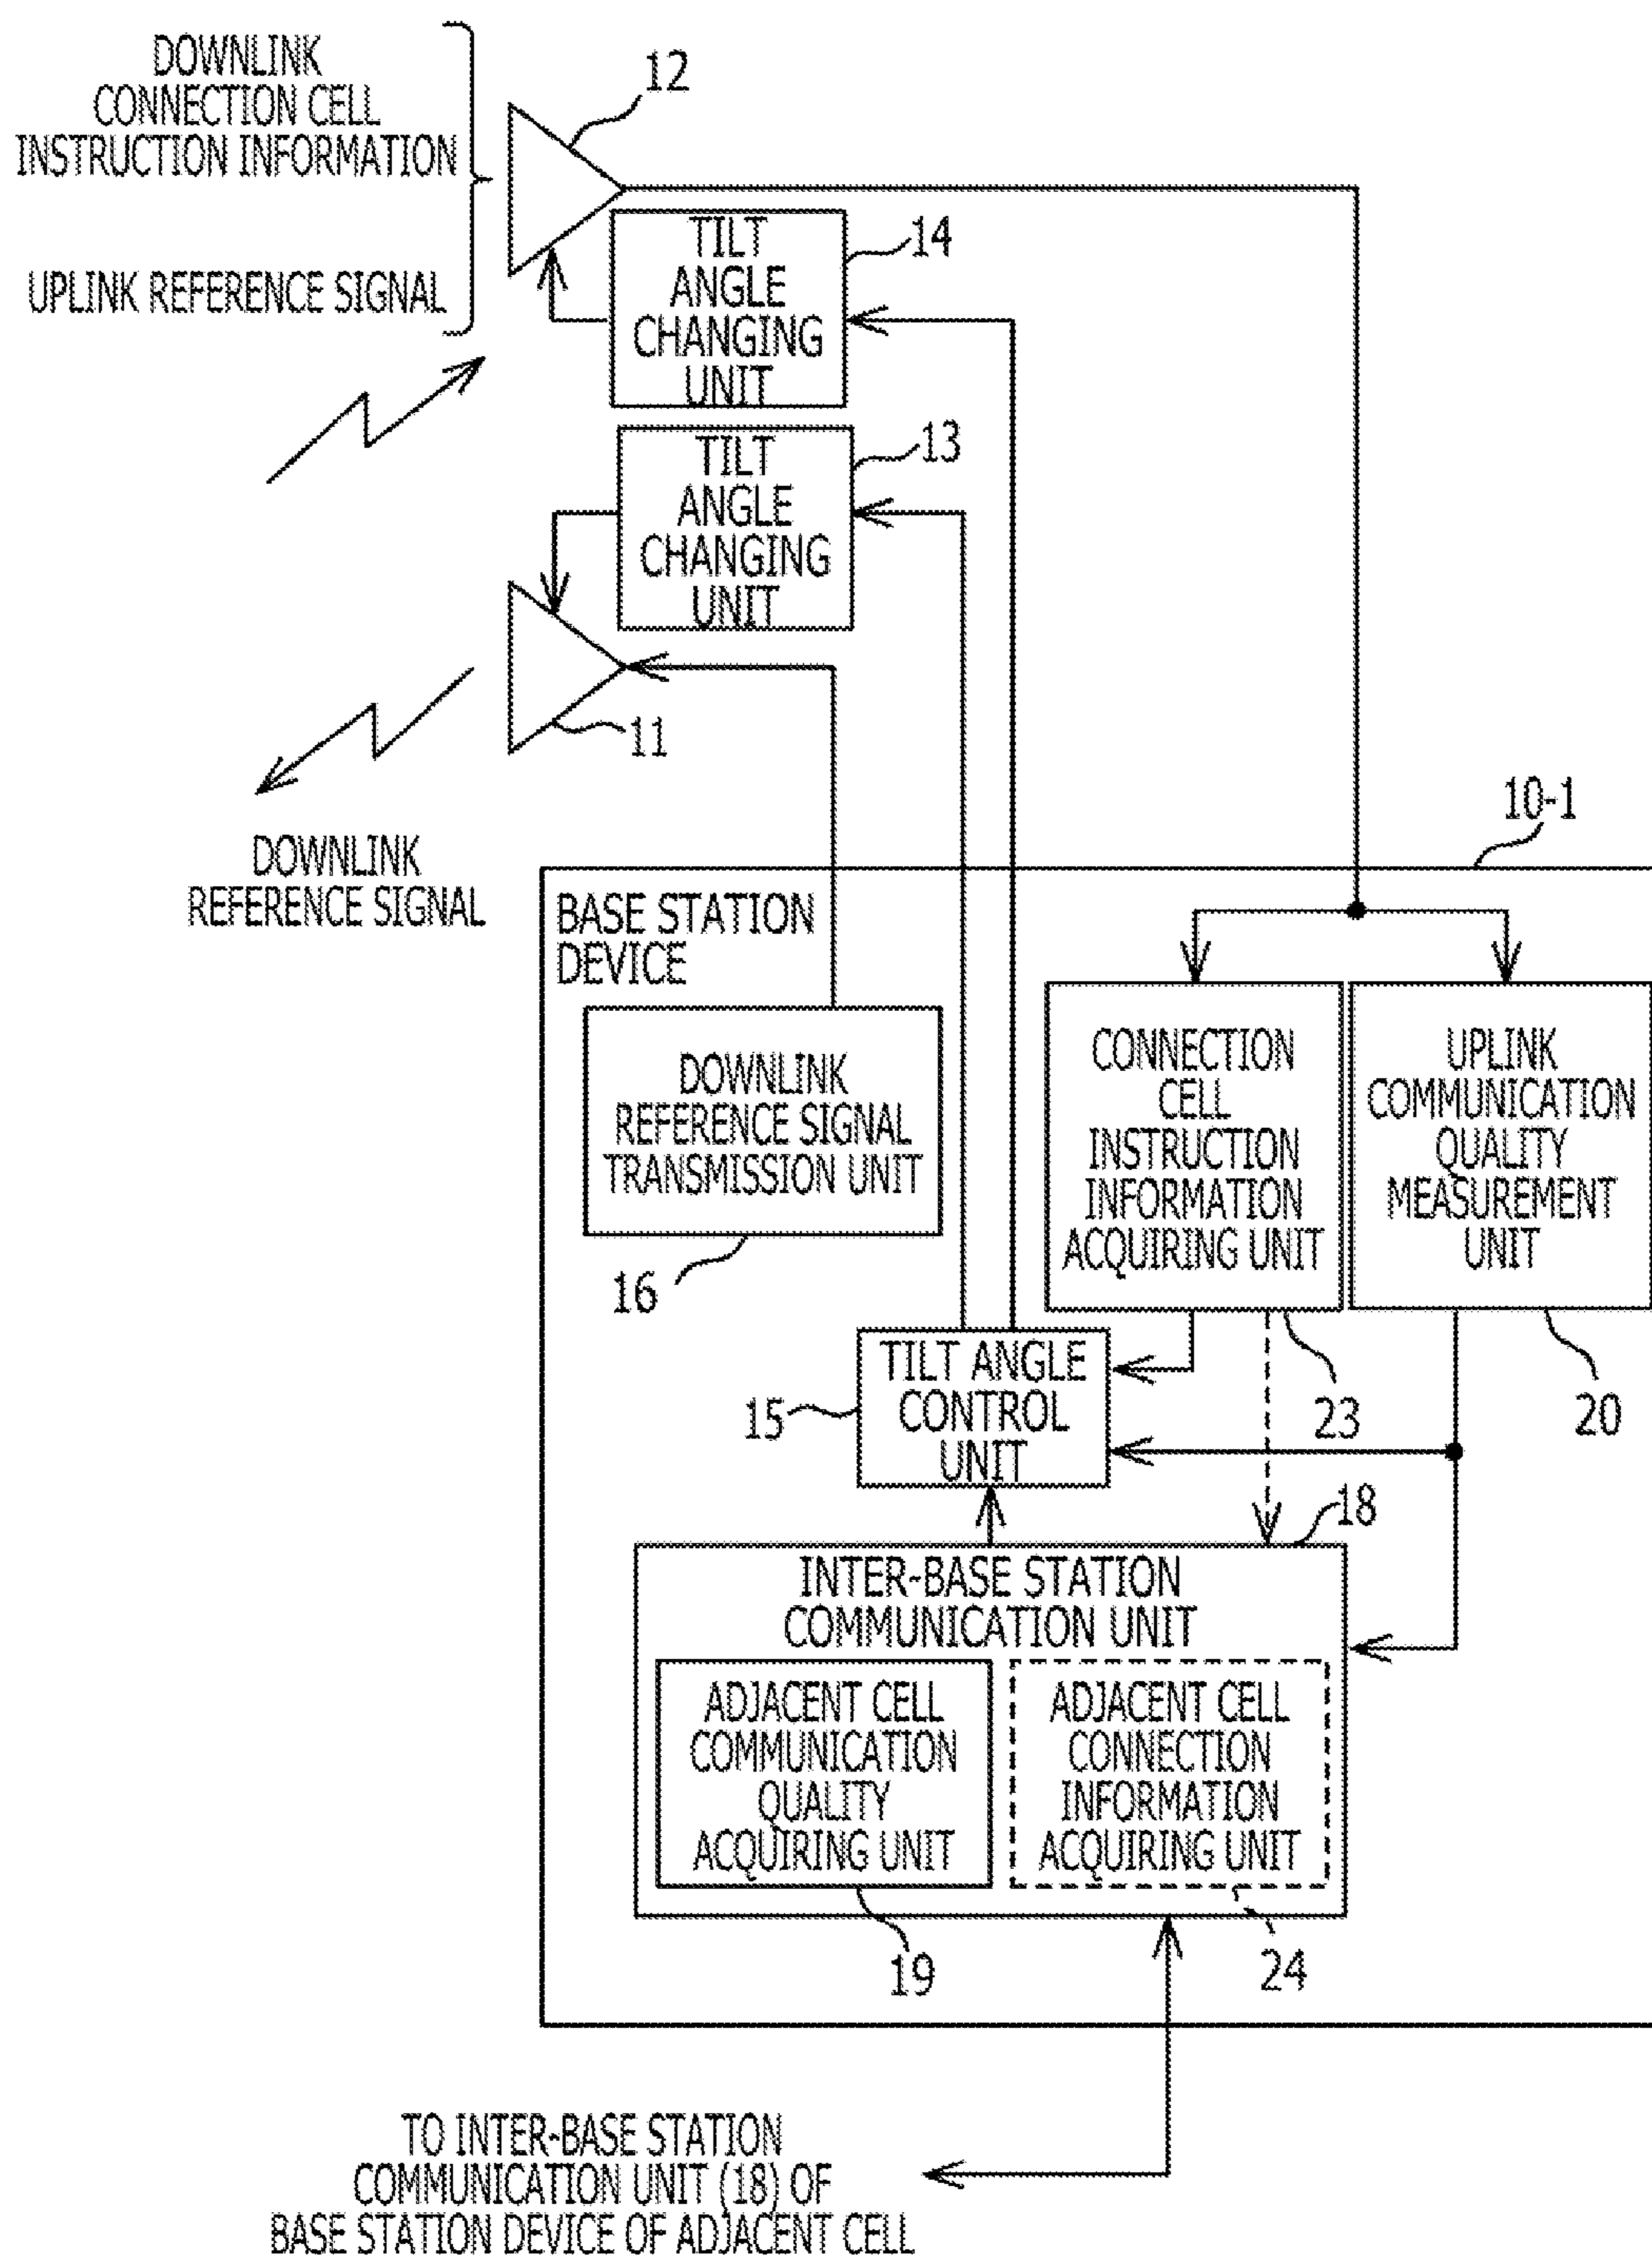 DOWNLINK
CONNECTION CELL
INSTRUCTION INFORMATION
UPLINK REFERENCE SIGNAL
12
TILT
ANGLE
CHANGING
UNIT
14
TILT
ANGLE
CHANGING
UNIT
13
11
DOWNLINK
REFERENCE SIGNAL
10-1
BASE STATION
DEVICE
DOWNLINK
REFERENCE SIGNAL
TRANSMISSION UNIT
16
CONNECTION
CELL
INSTRUCTION
INFORMATION
ACQUIRING UNIT
23
UPLINK
COMMUNICATION
QUALITY
MEASUREMENT
UNIT
20
TILT ANGLE
CONTROL
UNIT
15
18
INTER-BASE STATION
COMMUNICATION UNIT
ADJACENT CELL
COMMUNICATION
QUALITY
ACQUIRING UNIT
19
ADJACENT CELL
CONNECTION
INFORMATION
ACQUIRING UNIT
24
TO INTER-BASE STATION
COMMUNICATION UNIT (18) OF
BASE STATION DEVICE OF ADJACENT CELL